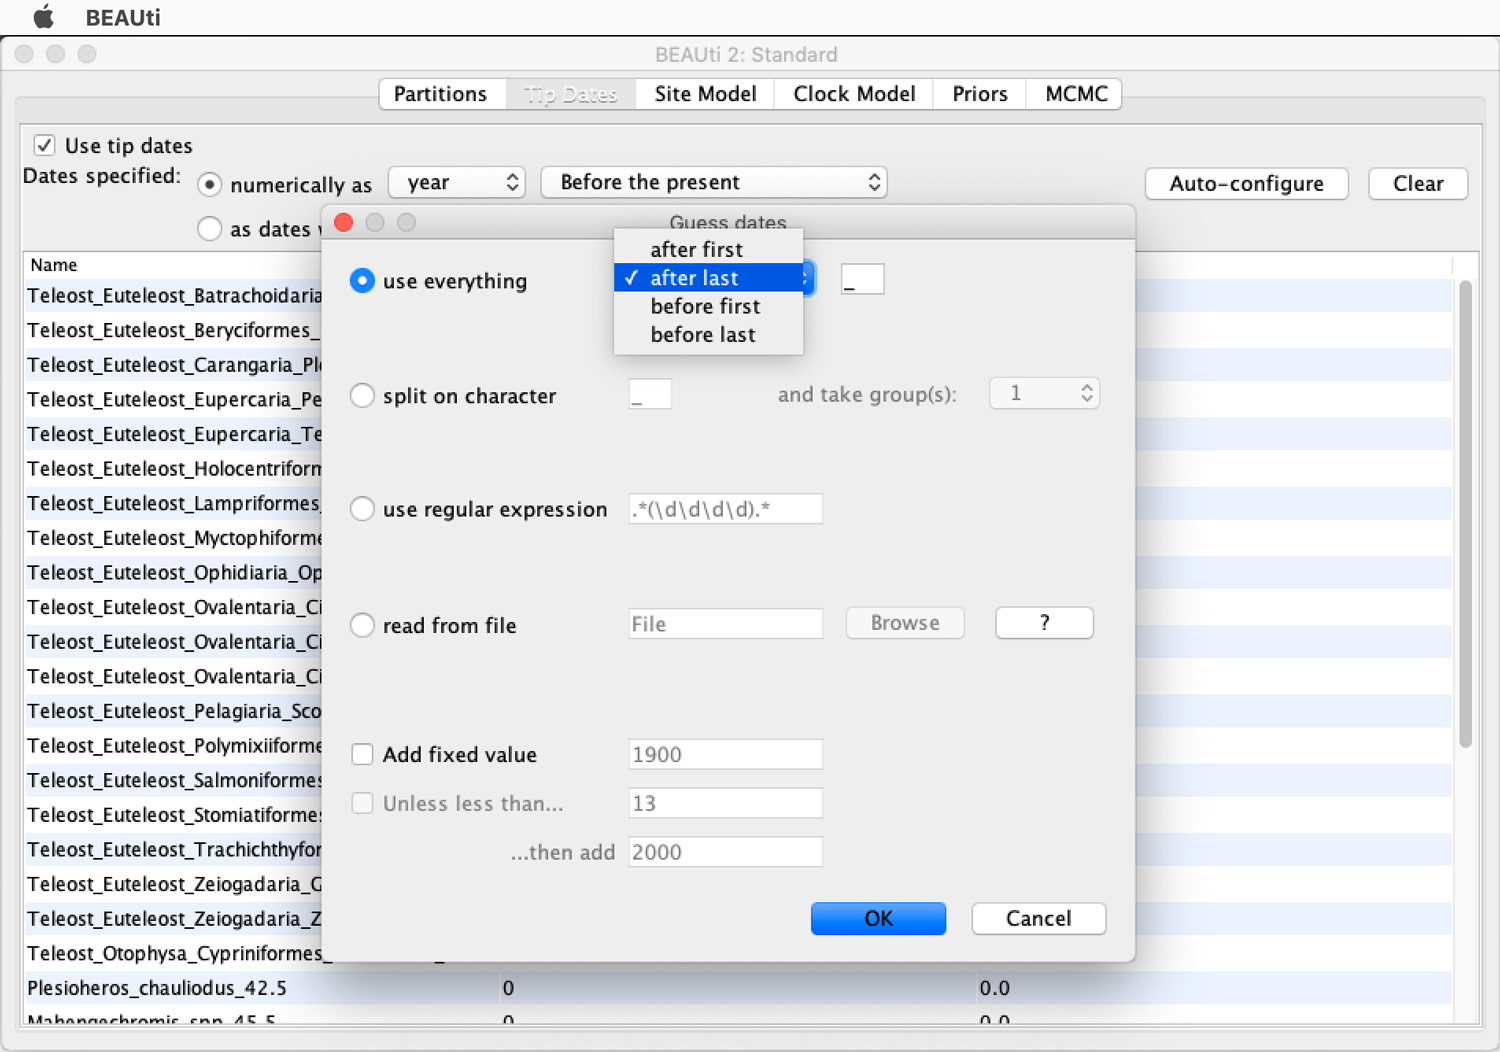 BEAUti
BEAUti 2: Standard
Partitions Tip Dates Site Model Clock Model Priors MCMC
Use tip dates
Dates specified: numerically as year Before the present Auto-configure Clear
as dates
Guess dates
Name
after first
use everything after last _
before first
before last
Teleost_Euteleost_Batrachoidaria
Teleost_Euteleost_Beryciformes_
Teleost_Euteleost_Carangaria_Ple
Teleost_Euteleost_Eupercaria_Pe
Teleost_Euteleost_Eupercaria_Te
Teleost_Euteleost_Holocentriform
Teleost_Euteleost_Lampriformes_
Teleost_Euteleost_Myctophiforme
Teleost_Euteleost_Ophidiaria_Op
Teleost_Euteleost_Ovalentaria_Ci
Teleost_Euteleost_Ovalentaria_Ci
Teleost_Euteleost_Ovalentaria_Ci
Teleost_Euteleost_Pelagiaria_Sco
Teleost_Euteleost_Polymixiiforme
Teleost_Euteleost_Salmoniformes
Teleost_Euteleost_Stomiatiformes
Teleost_Euteleost_Trachichthyfor
Teleost_Euteleost_Zeiogadaria_G
Teleost_Euteleost_Zeiogadaria_Z
Teleost_Otophysa_Cypriniformes_
split on character _ and take group(s): 1
use regular expression .*(\d\d\d\d).*
read from file File Browse ?
Add fixed value 1900
Unless less than... 13
...then add 2000
OK Cancel
Plesioheros_chauliodus_42.5 0 0.0
Mahengechromis_spp_45.5 0 0.0